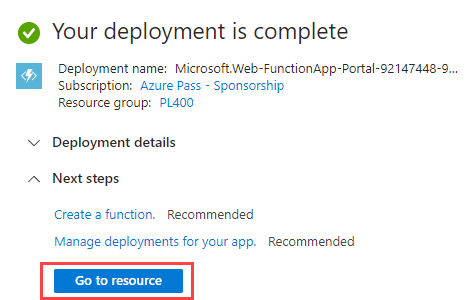 Your deployment is complete
Deployment name: Microsoft.Web-FunctionApp-Portal-92147448-9...
Subscription: Azure Pass - Sponsorship
Resource group: PL400
Deployment details
Next steps
Create a function. Recommended
Manage deployments for your app. Recommended
Go to resource